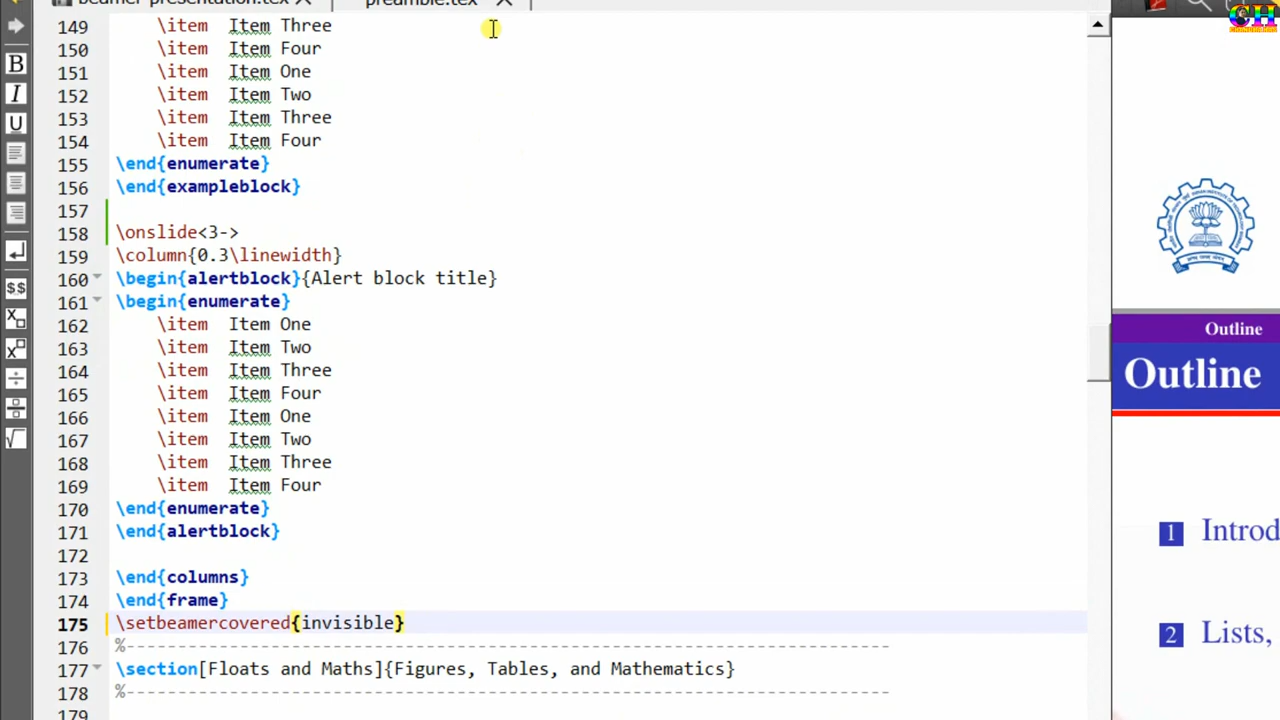 beamer-presentation.tex
preamble.tex
149 \item Item Three
150 \item Item Four
151 \item Item One
152 \item Item Two
153 \item Item Three
154 \item Item Four
155 \end{enumerate}
156 \end{exampleblock}
157
158 \onslide<3->
159 \column{0.3\linewidth}
160 \begin{alertblock}{Alert block title}
161 \begin{enumerate}
162 \item Item One
163 \item Item Two
164 \item Item Three
165 \item Item Four
166 \item Item One
167 \item Item Two
168 \item Item Three
169 \item Item Four
170 \end{enumerate}
171 \end{alertblock}
172
173 \end{columns}
174 \end{frame}
175 \setbeamercovered{invisible}
176 %--------------------------------------------------------------------------
177 \section[Floats and Maths]{Figures, Tables, and Mathematics}
178 %--------------------------------------------------------------------------
179
B
I
U
$$
CH
Outline
Outline
1 Introd
2 Lists,